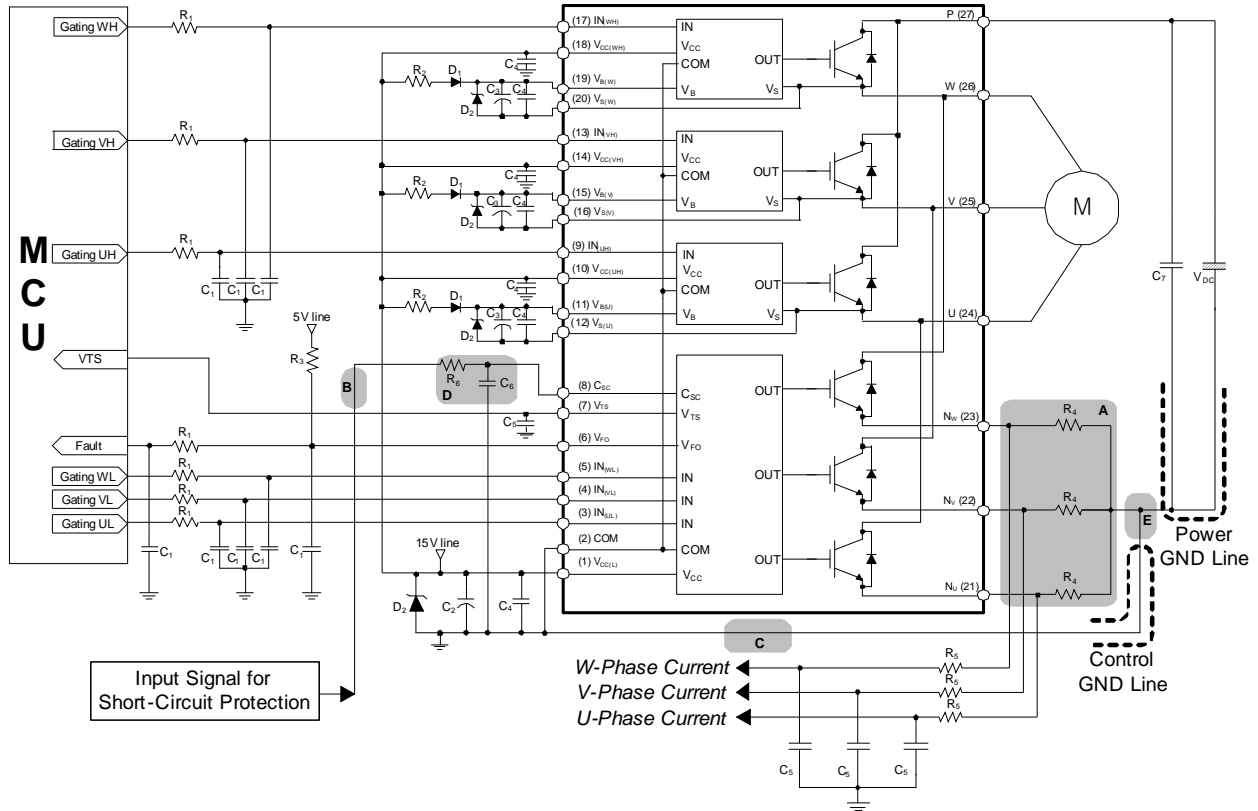 MCU
Gating WH
Gating VH
Gating UH
VTS
Fault
Gating WL
Gating VL
Gating UL
R1
R1
R1
C1 C1 C1
5V line
R3
R1
R1
R1
R1
C1
C1 C1 C1
C1
R2 D1
D2 C3 C4
C4
R2 D1
D2 C3 C4
C4
R2 D1
D2 C3 C4
C4
B
R6
D
C6
C5
15V line
D2 C2 C4
Input Signal for
Short-Circuit Protection
(17) IN(WH)
(18) VCC(WH)
(19) VB(W)
(20) VS(W)
(13) IN(VH)
(14) VCC(VH)
(15) VB(V)
(16) VS(V)
(9) IN(UH)
(10) VCC(UH)
(11) VB(U)
(12) VS(U)
(8) CSC
(7) VTS
(6) VFO
(5) IN(WL)
(4) IN(VL)
(3) IN(UL)
(2) COM
(1) VCC(L)
IN
VCC
COM
VB
OUT
VS
IN
VCC
COM
VB
OUT
VS
IN
VCC
COM
VB
OUT
VS
CSC
VTS
VFO
IN
IN
IN
COM
VCC
OUT
OUT
OUT
P (27)
W (26)
V (25)
U (24)
NW (23)
NV (22)
NU (21)
M
C7
VDC
A
R4
R4
R4
E
Power
GND Line
Control
GND Line
C
W-Phase Current
V-Phase Current
U-Phase Current
R5
R5
R5
C5 C5 C5